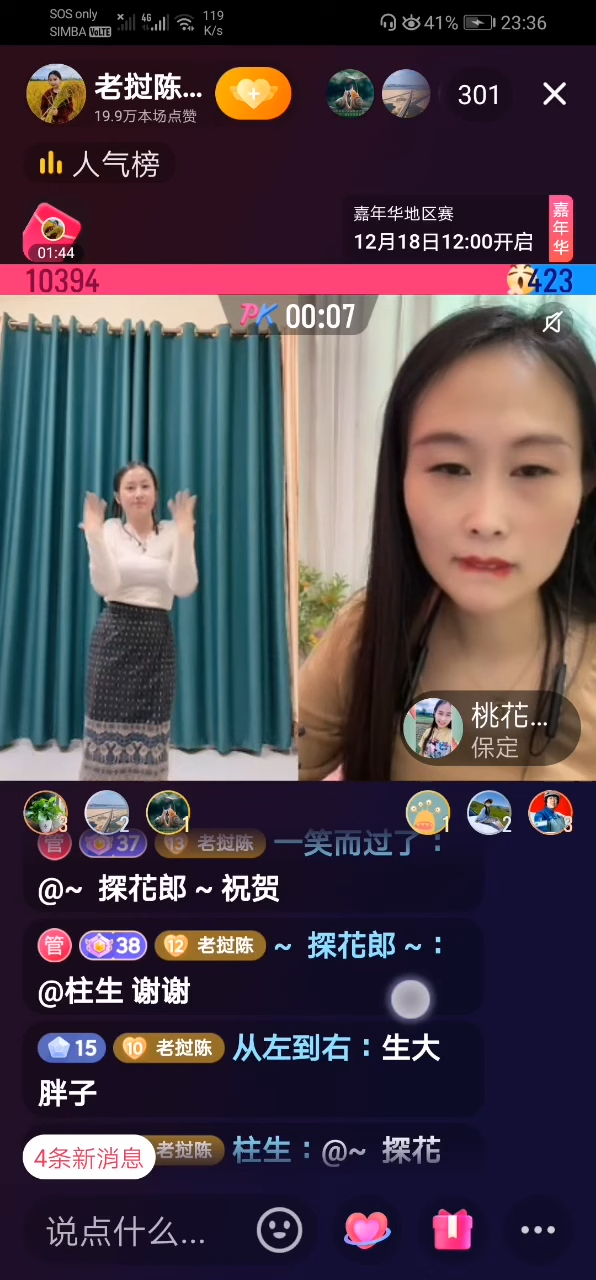 SOS only
SIMBA VoLTE
4G
119
K/s
41%
23:36
老挝陈...
19.9万本场点赞
301
人气榜
01:44
嘉年华地区赛
12月18日12:00开启
嘉年华
10394
423
PK 00:07
桃花...
保定
3
2
1
1
2
3
管 37 13 老挝陈 一笑而过了：
@~ 探花郎 ~ 祝贺
管 38 12 老挝陈 ~ 探花郎 ~：
@柱生 谢谢
15 10 老挝陈 从左到右：生大
胖子
4条新消息
老挝陈 柱生：@~ 探花
说点什么...